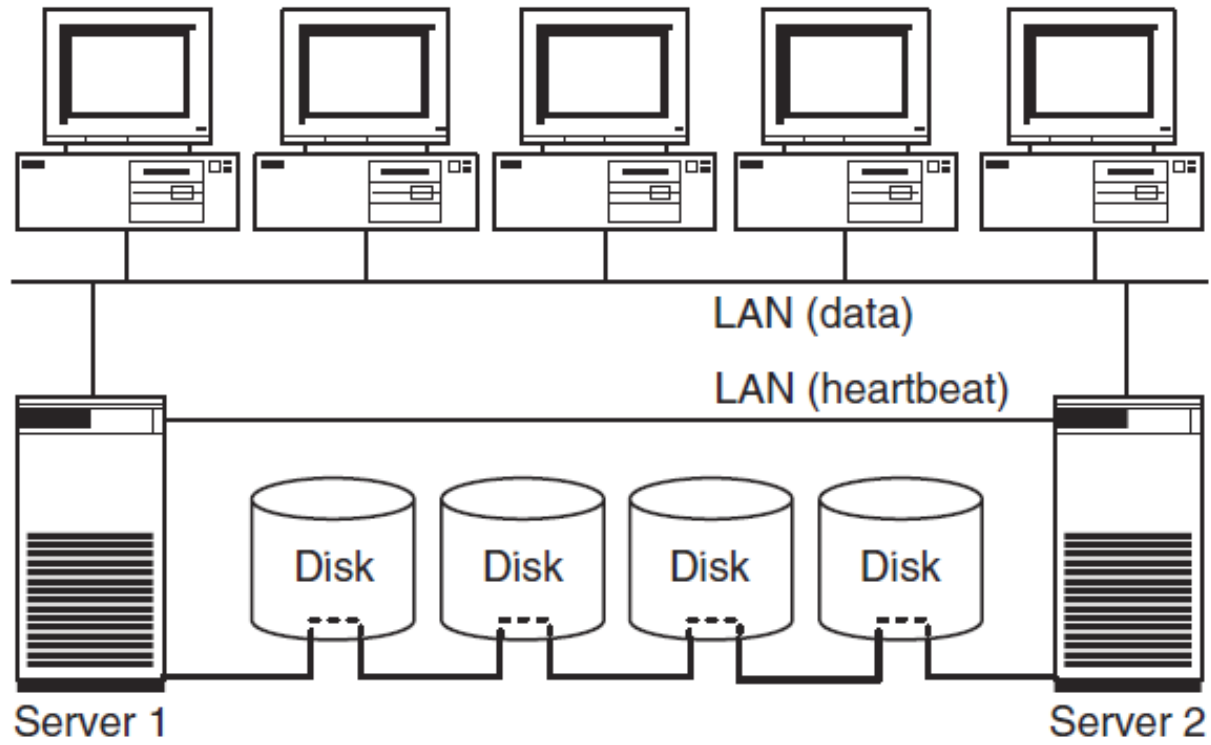 LAN (data)
LAN (heartbeat)
Disk Disk Disk Disk
Server 1 Server 2